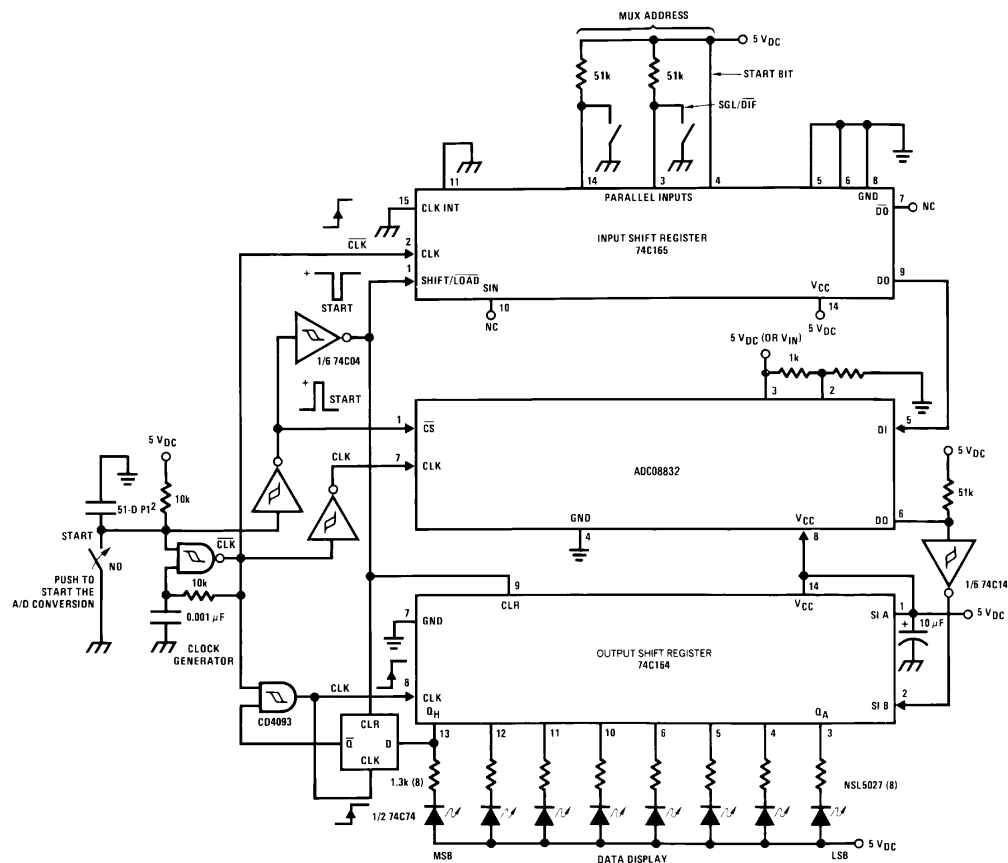 MUX ADDRESS
5 VDC
51k
51k
START BIT
SGL/DIF
11
14
3
4
5
6
8
GND
15
CLK INT
PARALLEL INPUTS
7
DO
NC
CLK
2
CLK
INPUT SHIFT REGISTER
74C165
1
SHIFT/LOAD
9
DO
+
START
SIN
VCC
10
NC
14
5 VDC
1/6 74C04
5 VDC (OR VIN)
1k
+
START
3
2
1
CS
5
DI
CLK
7
CLK
ADC08832
5 VDC
5 VDC
51-D P1²
10k
51k
GND
4
VCC
8
6
DO
START
CLK
NO
PUSH TO
START THE
A/D CONVERSION
10k
0.001 µF
CLOCK
GENERATOR
1/6 74C14
9
CLR
14
VCC
7
GND
SI A
1
5 VDC
+
10 µF
OUTPUT SHIFT REGISTER
74C164
CLK
8
CLK
2
SI B
CD4093
QH
QA
CLR
Q
D
CLK
13
12
11
10
6
5
4
3
1.3k (8)
NSL5027 (8)
1/2 74C74
5 VDC
MSB
DATA DISPLAY
LSB